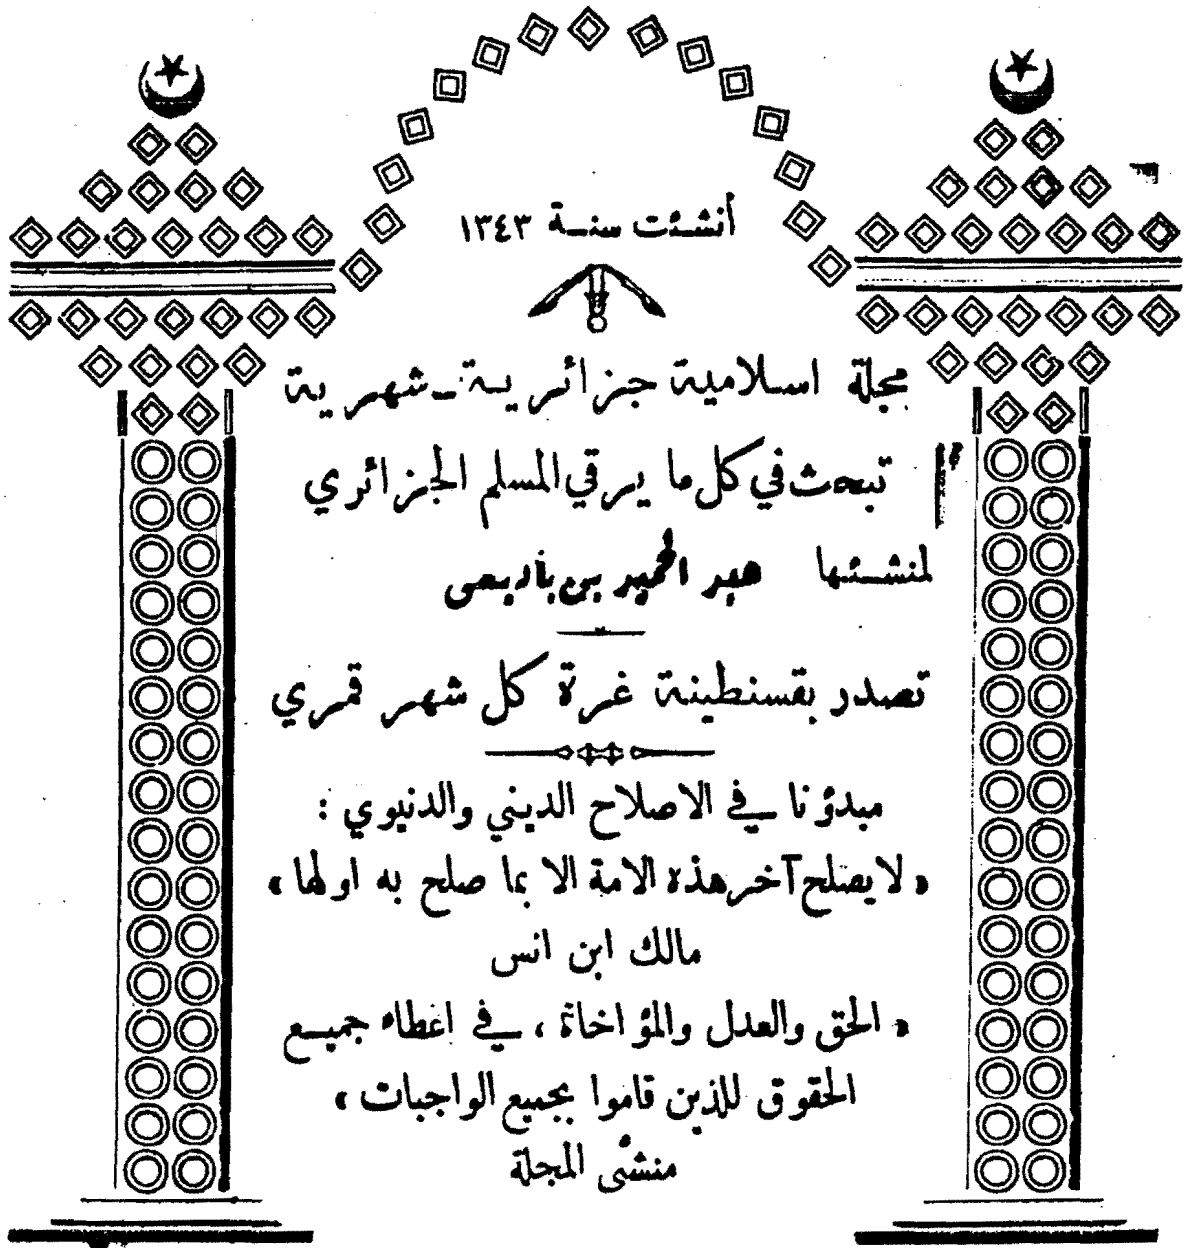 أنشئت سنة ١٣٤٣
مجلة اسلامية جزائرية ـ شهرية
تبحث في كل ما يرقي المسلم الجزائري
لمنشئها عبد الحميد بن باديس
تصدر بقسنطينة غرة كل شهر قمري
مبدؤنا في الاصلاح الديني والدنيوي :
« لا يصلح آخر هذه الامة الا بما صلح به اولها »
مالك ابن انس
« الحق والعدل والمؤاخاة ، في اعطاء جميع
الحقوق للذين قاموا بجميع الواجبات »
منشئ المجلة